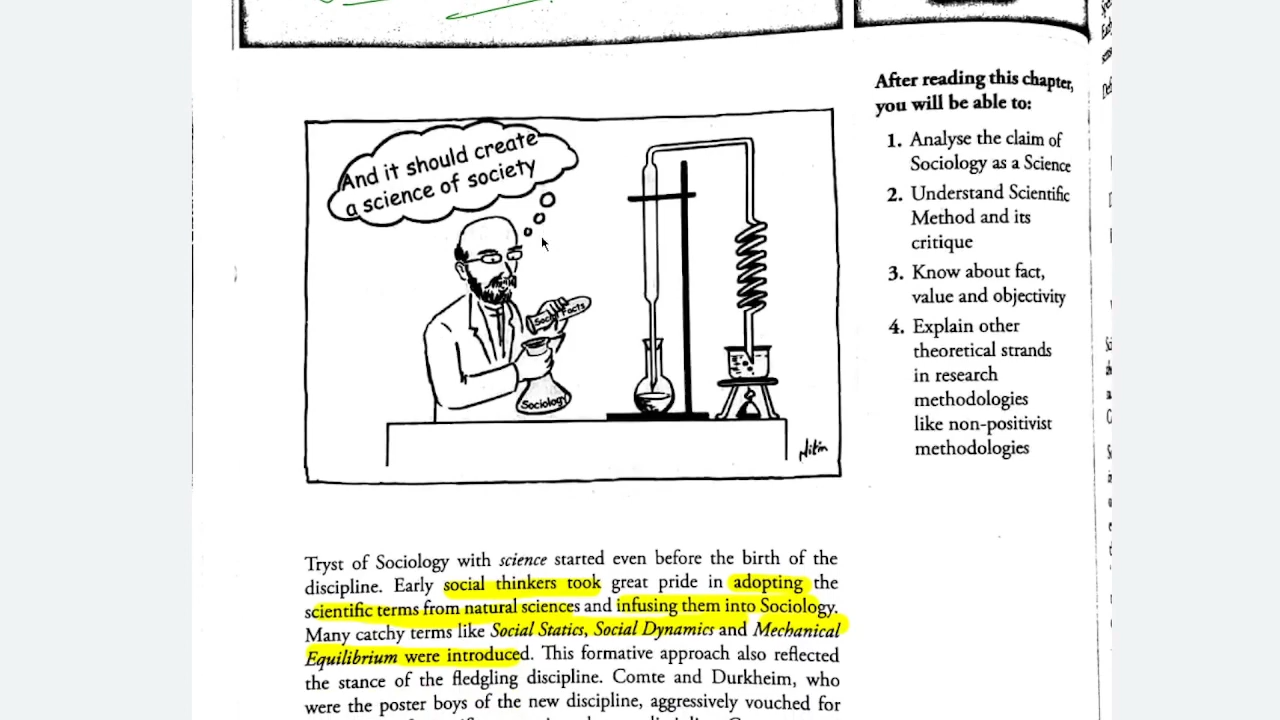 And it should create
a science of society
Social Facts
Sociology
Nitin
After reading this chapter,
you will be able to:
1. Analyse the claim of
Sociology as a Science
2. Understand Scientific
Method and its
critique
3. Know about fact,
value and objectivity
4. Explain other
theoretical strands
in research
methodologies
like non-positivist
methodologies
Tryst of Sociology with science started even before the birth of the
discipline. Early social thinkers took great pride in adopting the
scientific terms from natural sciences and infusing them into Sociology.
Many catchy terms like Social Statics, Social Dynamics and Mechanical
Equilibrium were introduced. This formative approach also reflected
the stance of the fledgling discipline. Comte and Durkheim, who
were the poster boys of the new discipline, aggressively vouched for